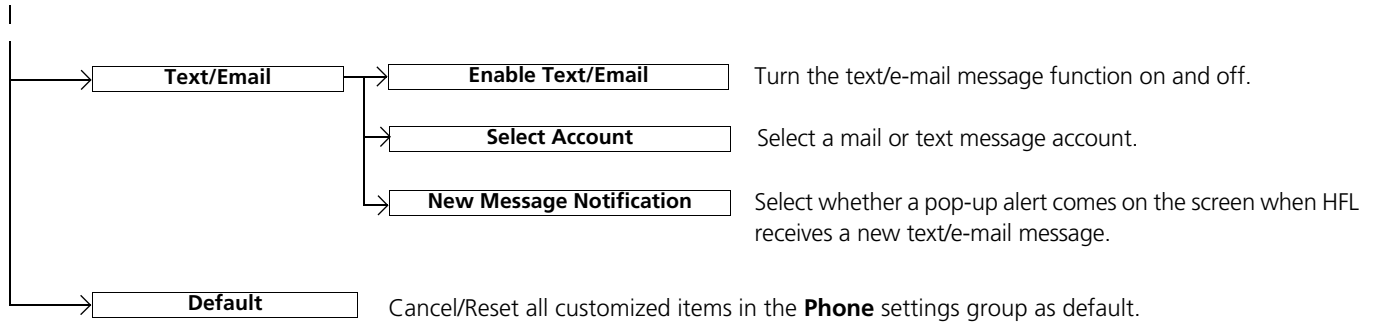 Text/Email
Enable Text/Email
Turn the text/e-mail message function on and off.
Select Account
Select a mail or text message account.
New Message Notification
Select whether a pop-up alert comes on the screen when HFL
receives a new text/e-mail message.
Default
Cancel/Reset all customized items in the Phone settings group as default.